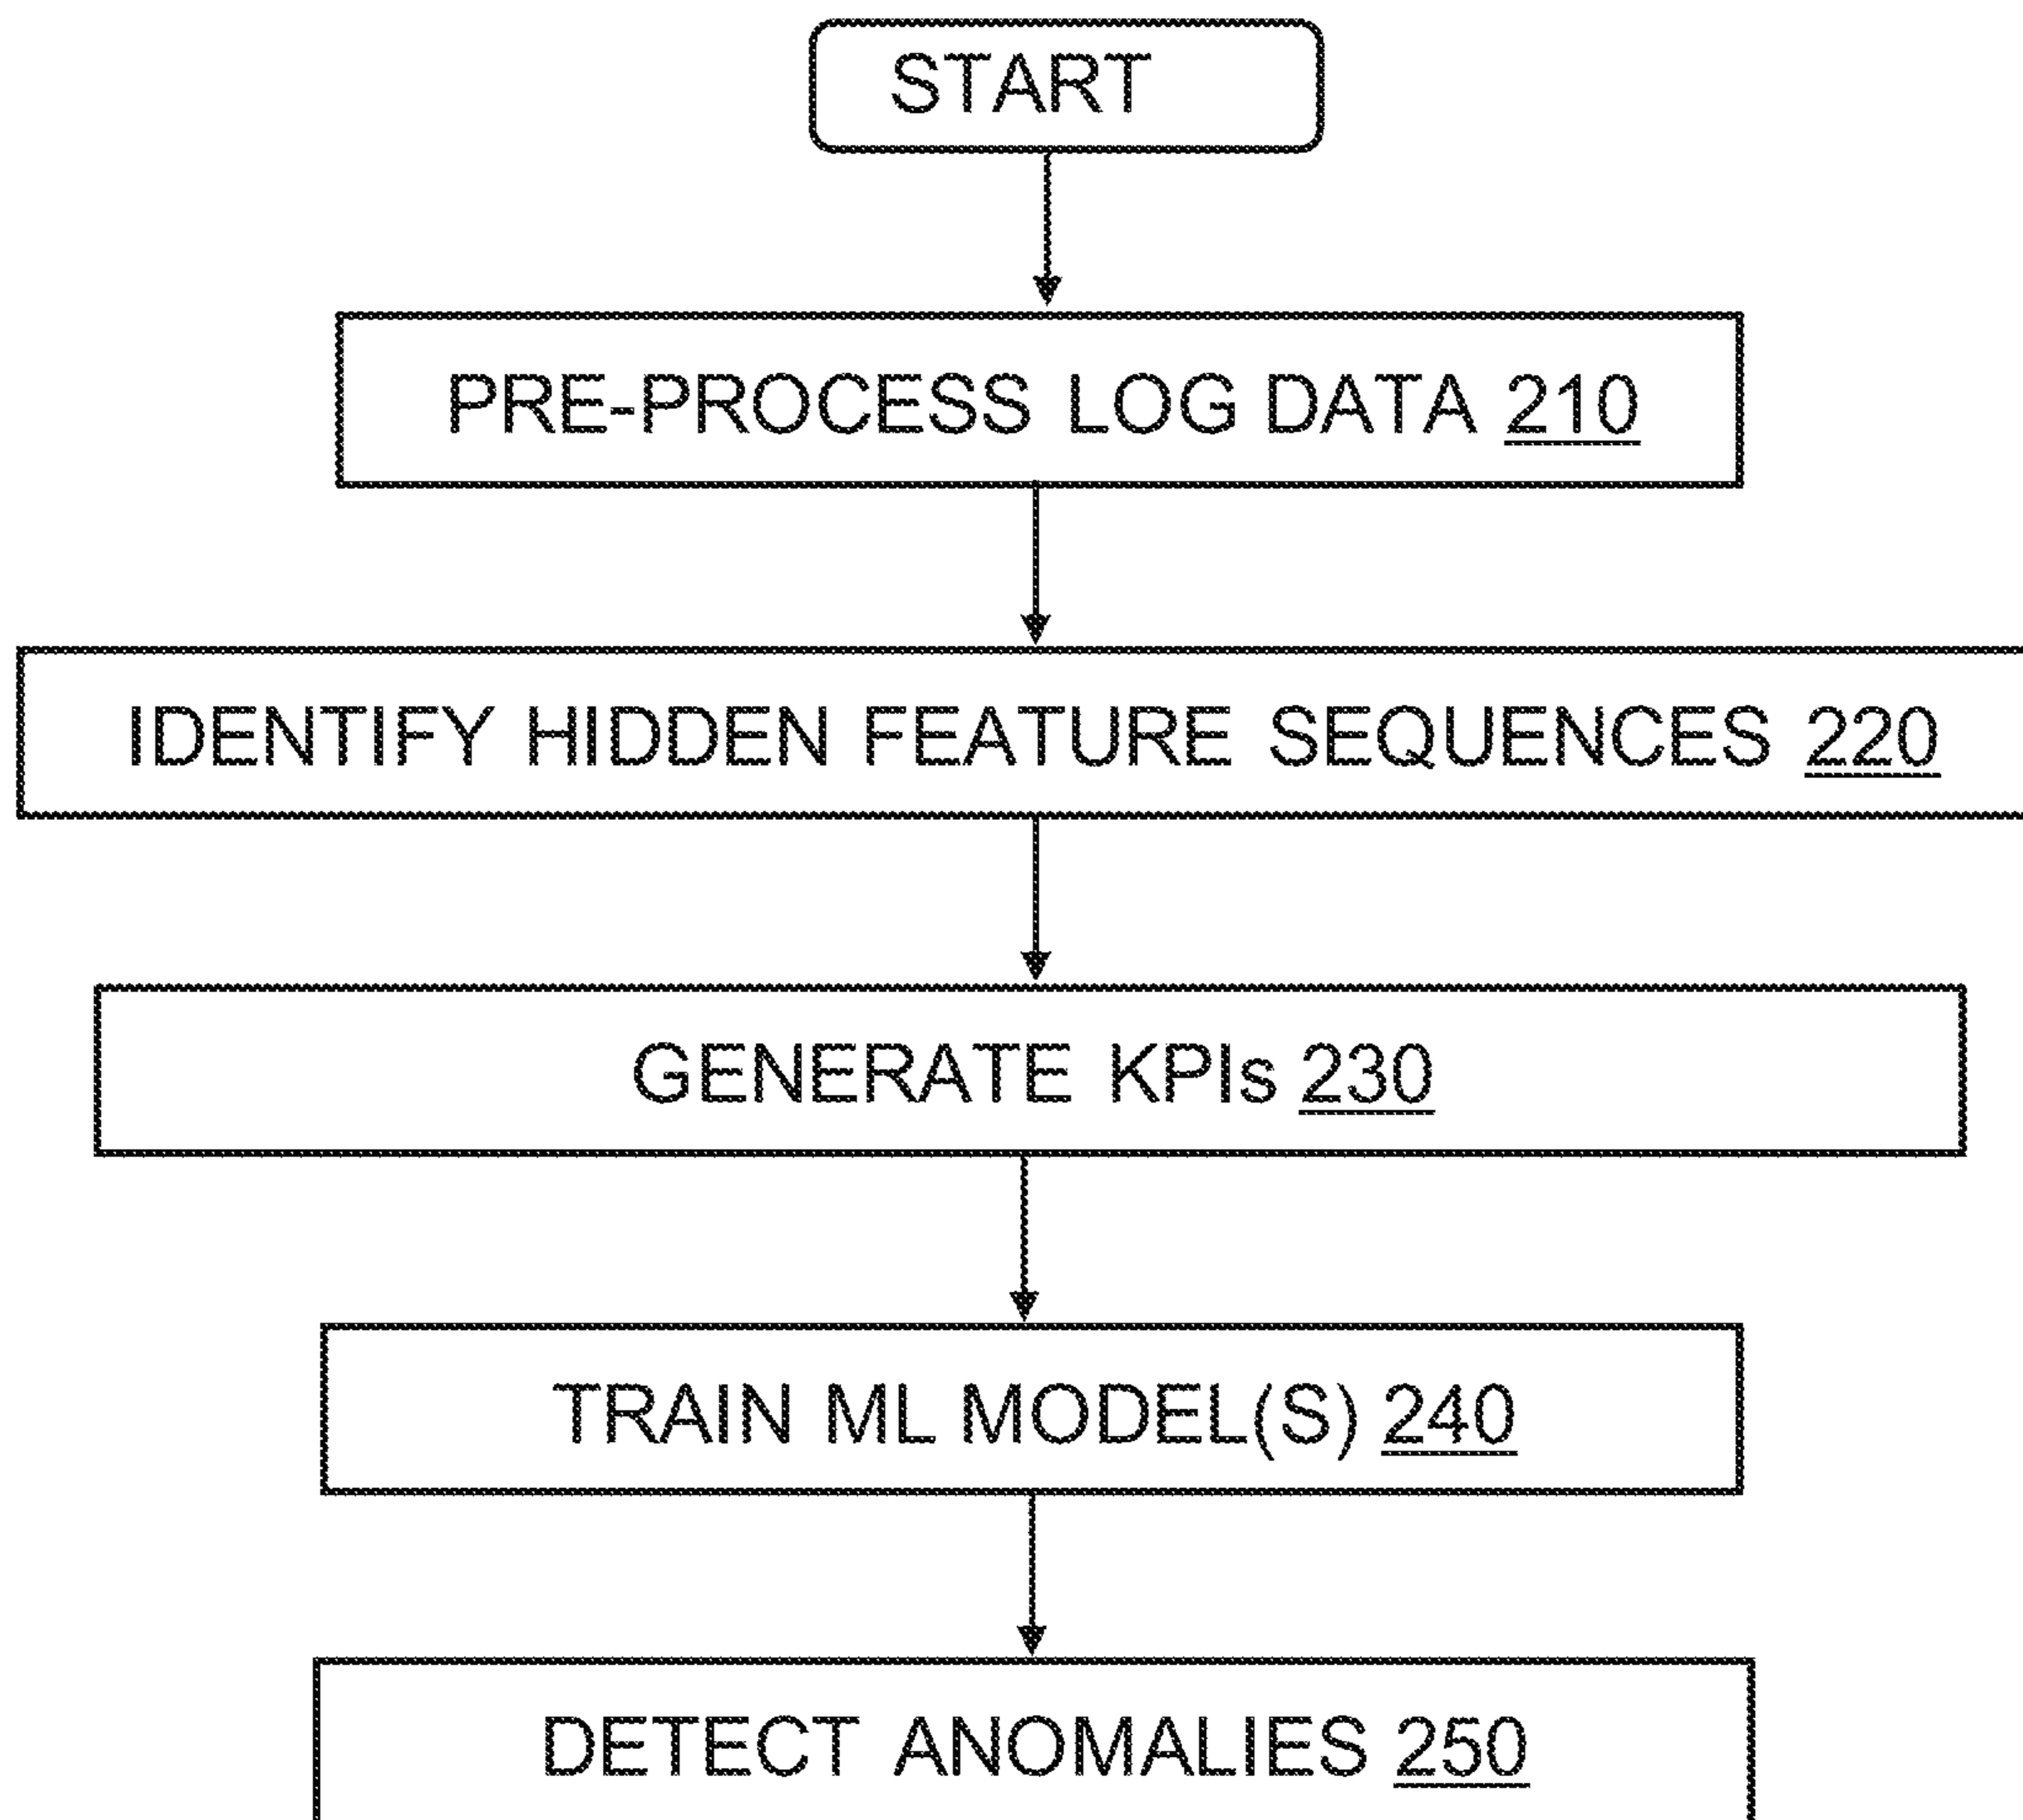 START
PRE-PROCESS LOG DATA 210
IDENTIFY HIDDEN FEATURE SEQUENCES 220
GENERATE KPIs 230
TRAIN ML MODEL(S) 240
DETECT ANOMALIES 250